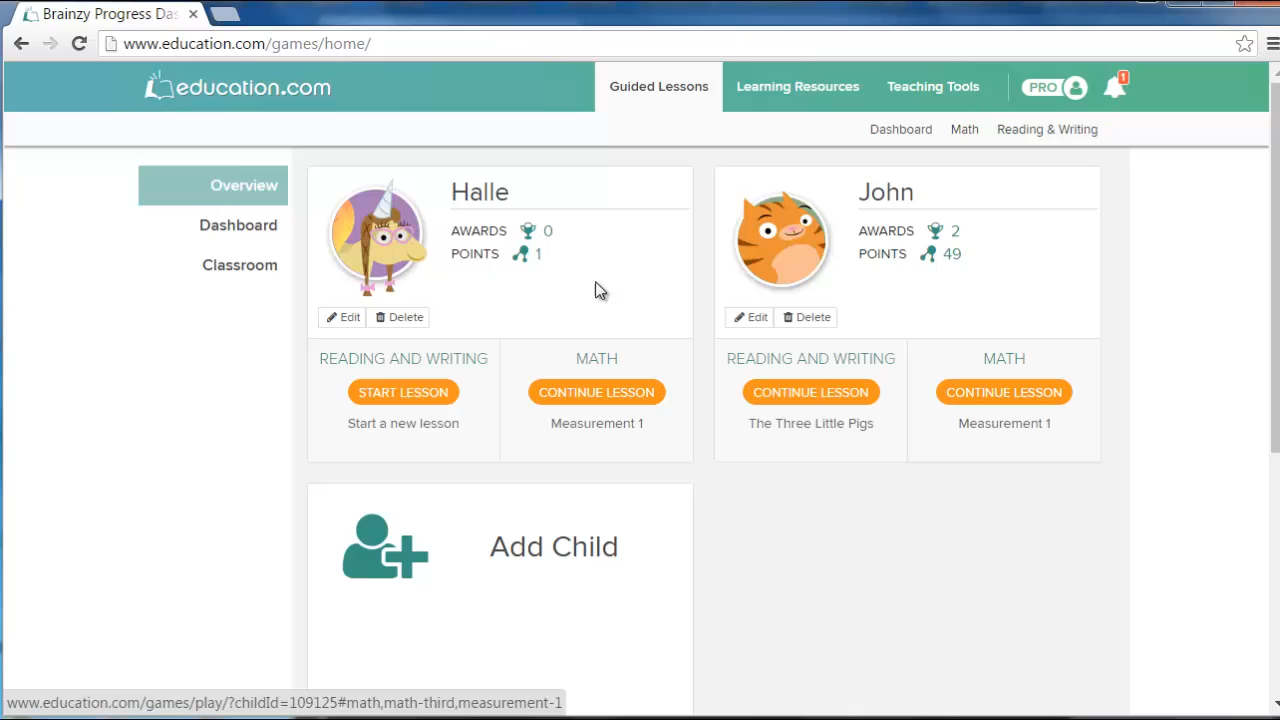 Brainzy Progress Das
www.education.com/games/home/
education.com
Guided Lessons
Learning Resources
Teaching Tools
PRO
1
Dashboard
Math
Reading & Writing
Overview
Dashboard
Classroom
Halle
AWARDS 0
POINTS 1
Edit
Delete
READING AND WRITING
START LESSON
Start a new lesson
MATH
CONTINUE LESSON
Measurement 1
John
AWARDS 2
POINTS 49
Edit
Delete
READING AND WRITING
CONTINUE LESSON
The Three Little Pigs
MATH
CONTINUE LESSON
Measurement 1
Add Child
www.education.com/games/play/?childId=109125#math,math-third,measurement-1